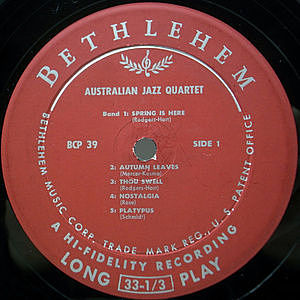 BETHLEHEM
AUSTRALIAN JAZZ QUARTET
Band 1: SPRING IS HERE
(Rodgers-Hart)
BCP 39
SIDE 1
2: AUTUMN LEAVES
(Mercer-Kosma)
3: THOU SWELL
(Rodgers-Hart)
4: NOSTALGIA
(Rose)
5: PLATYPUS
(Schmidt)
BETHLEHEM MUSIC CORP. TRADE MARK REG., U.S. PATENT OFFICE
A HI-FIDELITY RECORDING
LONG 33-1/3 PLAY